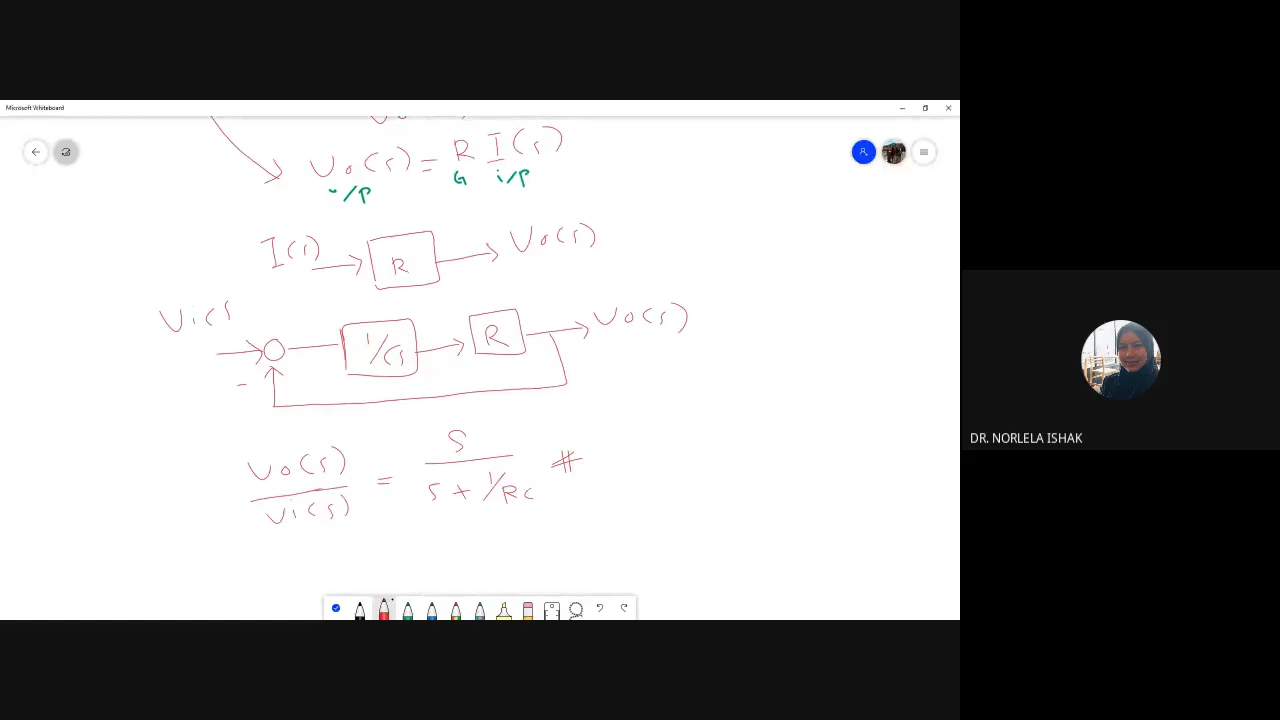 Microsoft Whiteboard
Vo(s) = R I(s)
o/p G i/p
I(s) R Vo(s)
Vi(s 1/Cs R Vo(s)
-
Vo(s)/Vi(s) = S/(S + 1/RC) #
DR. NORLELA ISHAK